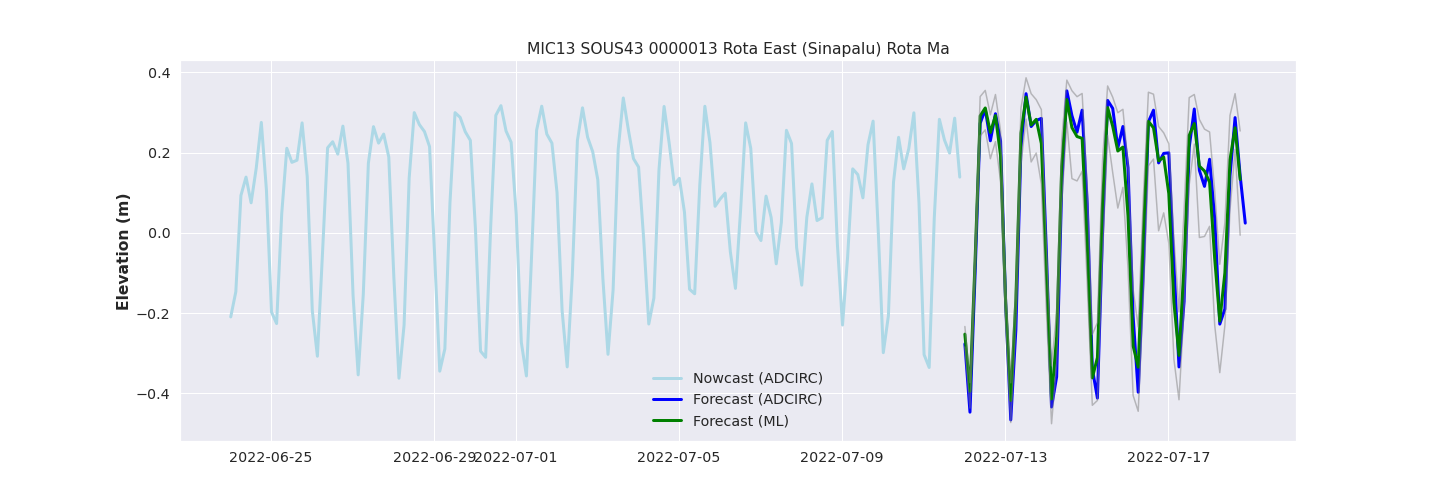 MIC13 SOUS43 0000013 Rota East (Sinapalu) Rota Ma
Elevation (m)
0.4
0.2
0.0
−0.2
−0.4
Nowcast (ADCIRC)
Forecast (ADCIRC)
Forecast (ML)
2022-06-25 2022-06-29 2022-07-01 2022-07-05 2022-07-09 2022-07-13 2022-07-17